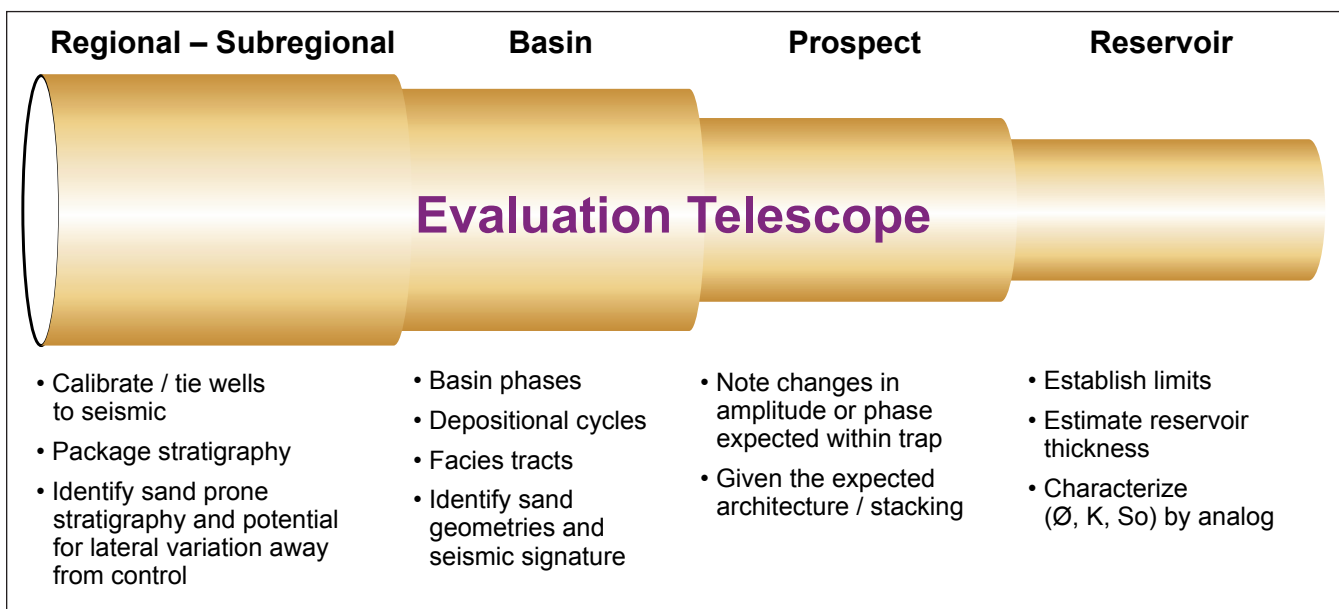 Regional – Subregional
Basin
Prospect
Reservoir
Evaluation Telescope
• Calibrate / tie wells
to seismic
• Package stratigraphy
• Identify sand prone
stratigraphy and potential
for lateral variation away
from control
• Basin phases
• Depositional cycles
• Facies tracts
• Identify sand
geometries and
seismic signature
• Note changes in
amplitude or phase
expected within trap
• Given the expected
architecture / stacking
• Establish limits
• Estimate reservoir
thickness
• Characterize
(Ø, K, So) by analog